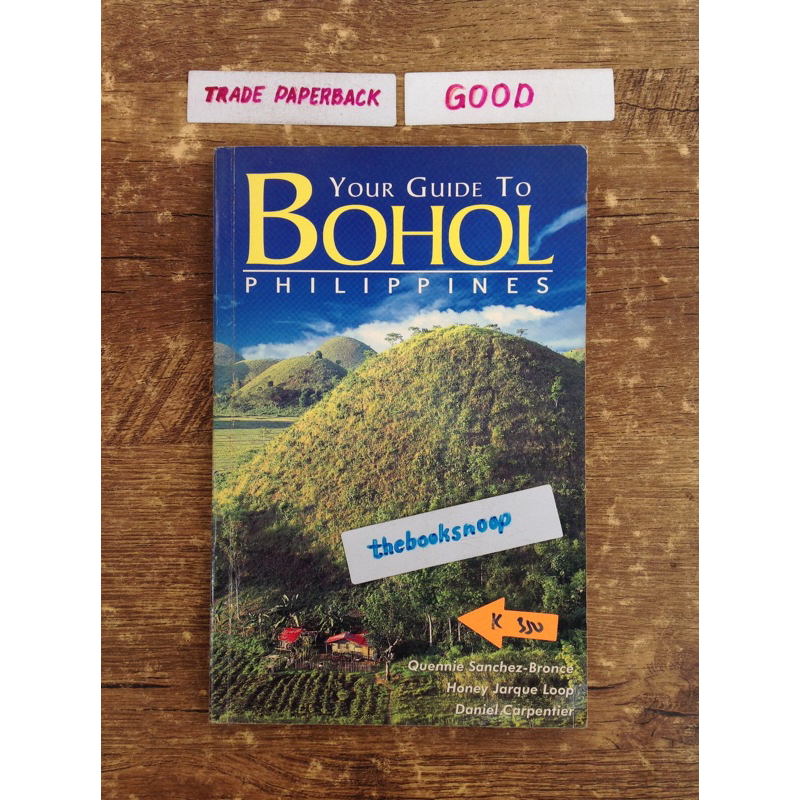 TRADE PAPERBACK
GOOD
YOUR GUIDE TO
BOHOL
PHILIPPINES
thebooksnoop
K 350
Quennie Sanchez-Bronce
Honey Jarque Loop
Daniel Carpentier